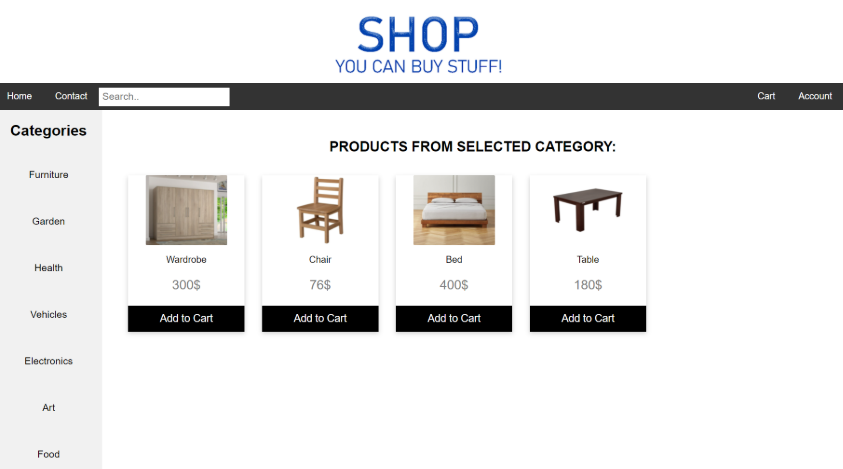 SHOP
YOU CAN BUY STUFF!
Home Contact Search.. Cart Account
Categories
Furniture
Garden
Health
Vehicles
Electronics
Art
Food
PRODUCTS FROM SELECTED CATEGORY:
Wardrobe Chair Bed Table
300$ 76$ 400$ 180$
Add to Cart Add to Cart Add to Cart Add to Cart